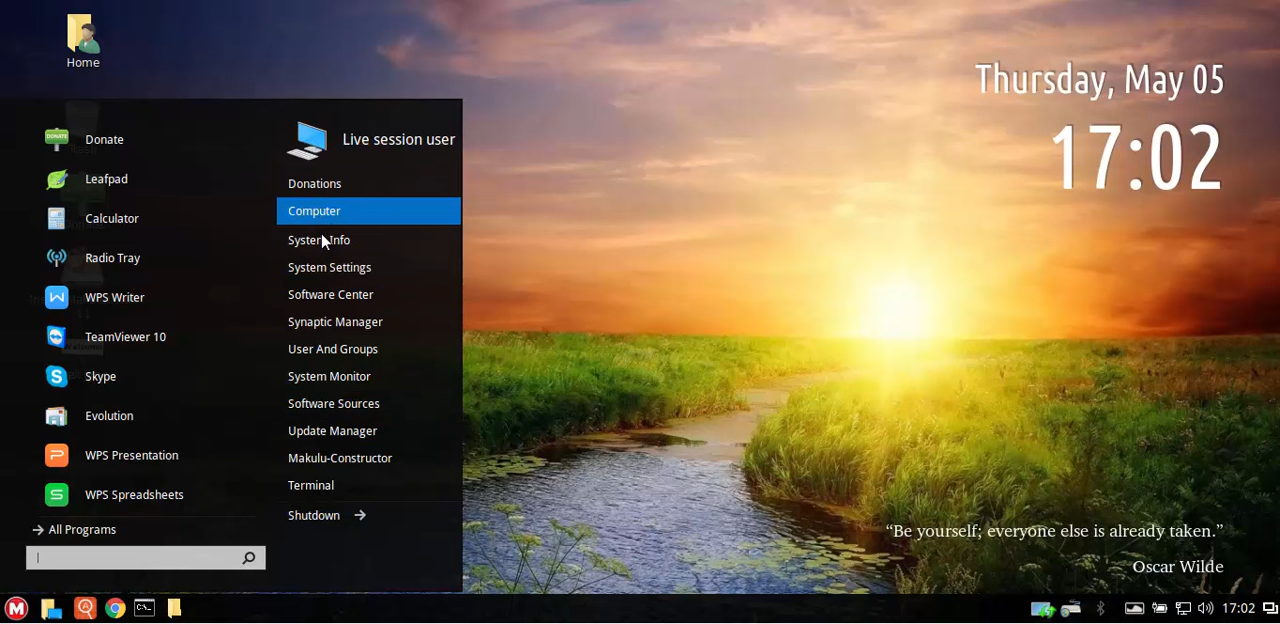 Home
Thursday, May 05
17:02
Live session user
Donate
Leafpad
Calculator
Radio Tray
WPS Writer
TeamViewer 10
Skype
Evolution
WPS Presentation
WPS Spreadsheets
All Programs
Donations
Computer
System Info
System Settings
Software Center
Synaptic Manager
User And Groups
System Monitor
Software Sources
Update Manager
Makulu-Constructor
Terminal
Shutdown
“Be yourself; everyone else is already taken.”
Oscar Wilde
17:02